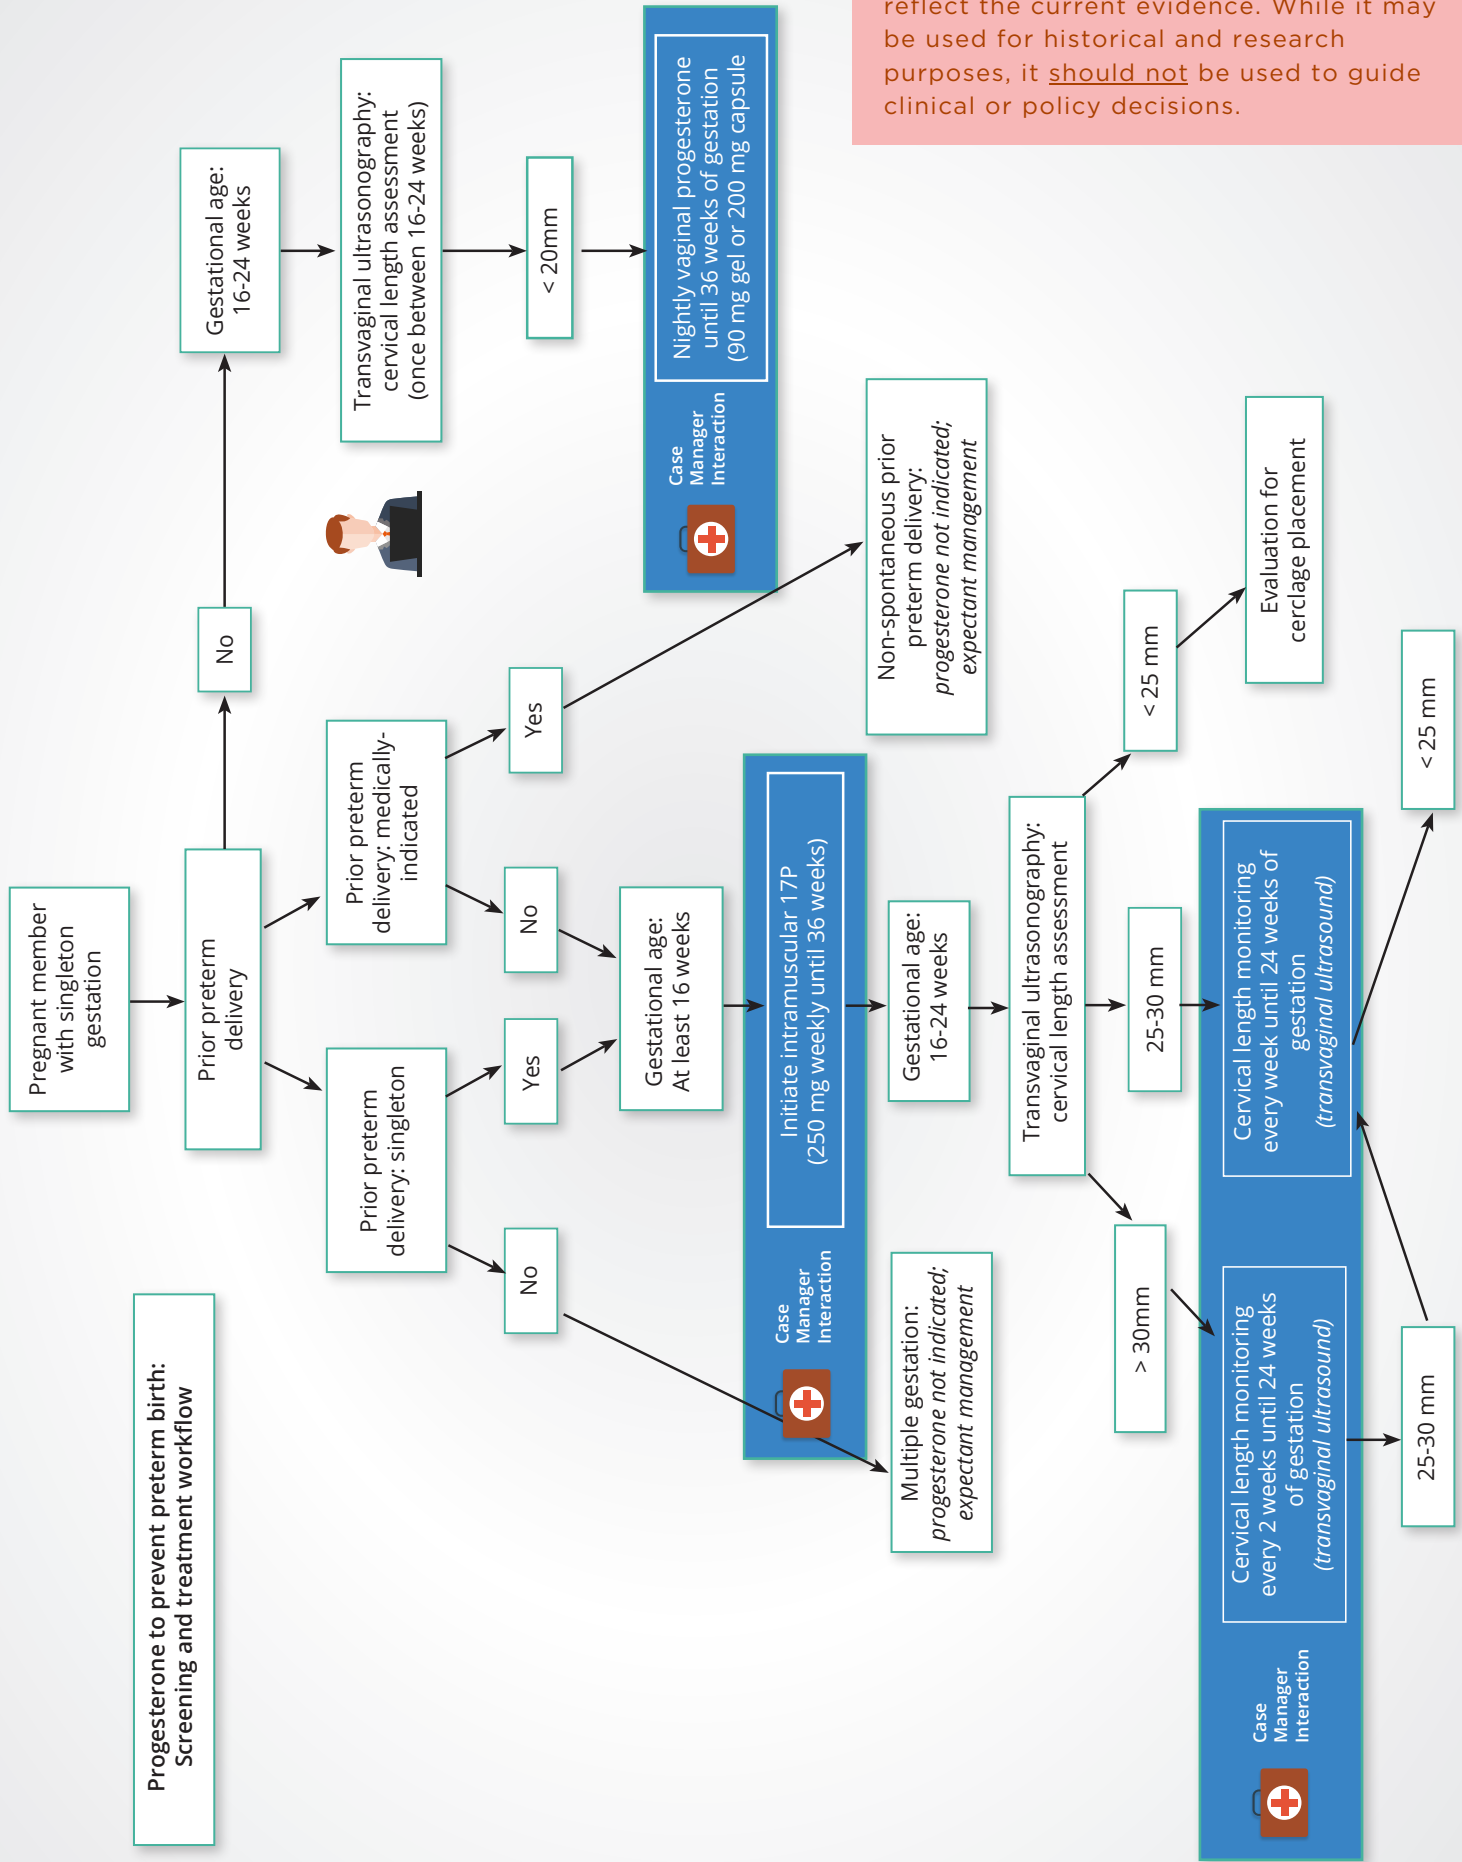 reflect the current evidence. While it may
be used for historical and research
purposes, it should not be used to guide
clinical or policy decisions.
Progesterone to prevent preterm birth:
Screening and treatment workflow
Pregnant member
with singleton
gestation
Prior preterm
delivery
No
Gestational age:
16-24 weeks
Transvaginal ultrasonography:
cervical length assessment
(once between 16-24 weeks)
< 20mm
Case
Manager
Interaction
Nightly vaginal progesterone
until 36 weeks of gestation
(90 mg gel or 200 mg capsule
Prior preterm
delivery: singleton
Prior preterm
delivery: medically-
indicated
No
Yes
No
Yes
Gestational age:
At least 16 weeks
Case
Manager
Interaction
Initiate intramuscular 17P
(250 mg weekly until 36 weeks)
Multiple gestation:
progesterone not indicated;
expectant management
Gestational age:
16-24 weeks
Non-spontaneous prior
preterm delivery:
progesterone not indicated;
expectant management
Transvaginal ultrasonography:
cervical length assessment
> 30mm
25-30 mm
< 25 mm
Evaluation for
cerclage placement
Case
Manager
Interaction
Cervical length monitoring
every 2 weeks until 24 weeks
of gestation
(transvaginal ultrasound)
Cervical length monitoring
every week until 24 weeks of
gestation
(transvaginal ultrasound)
25-30 mm
< 25 mm